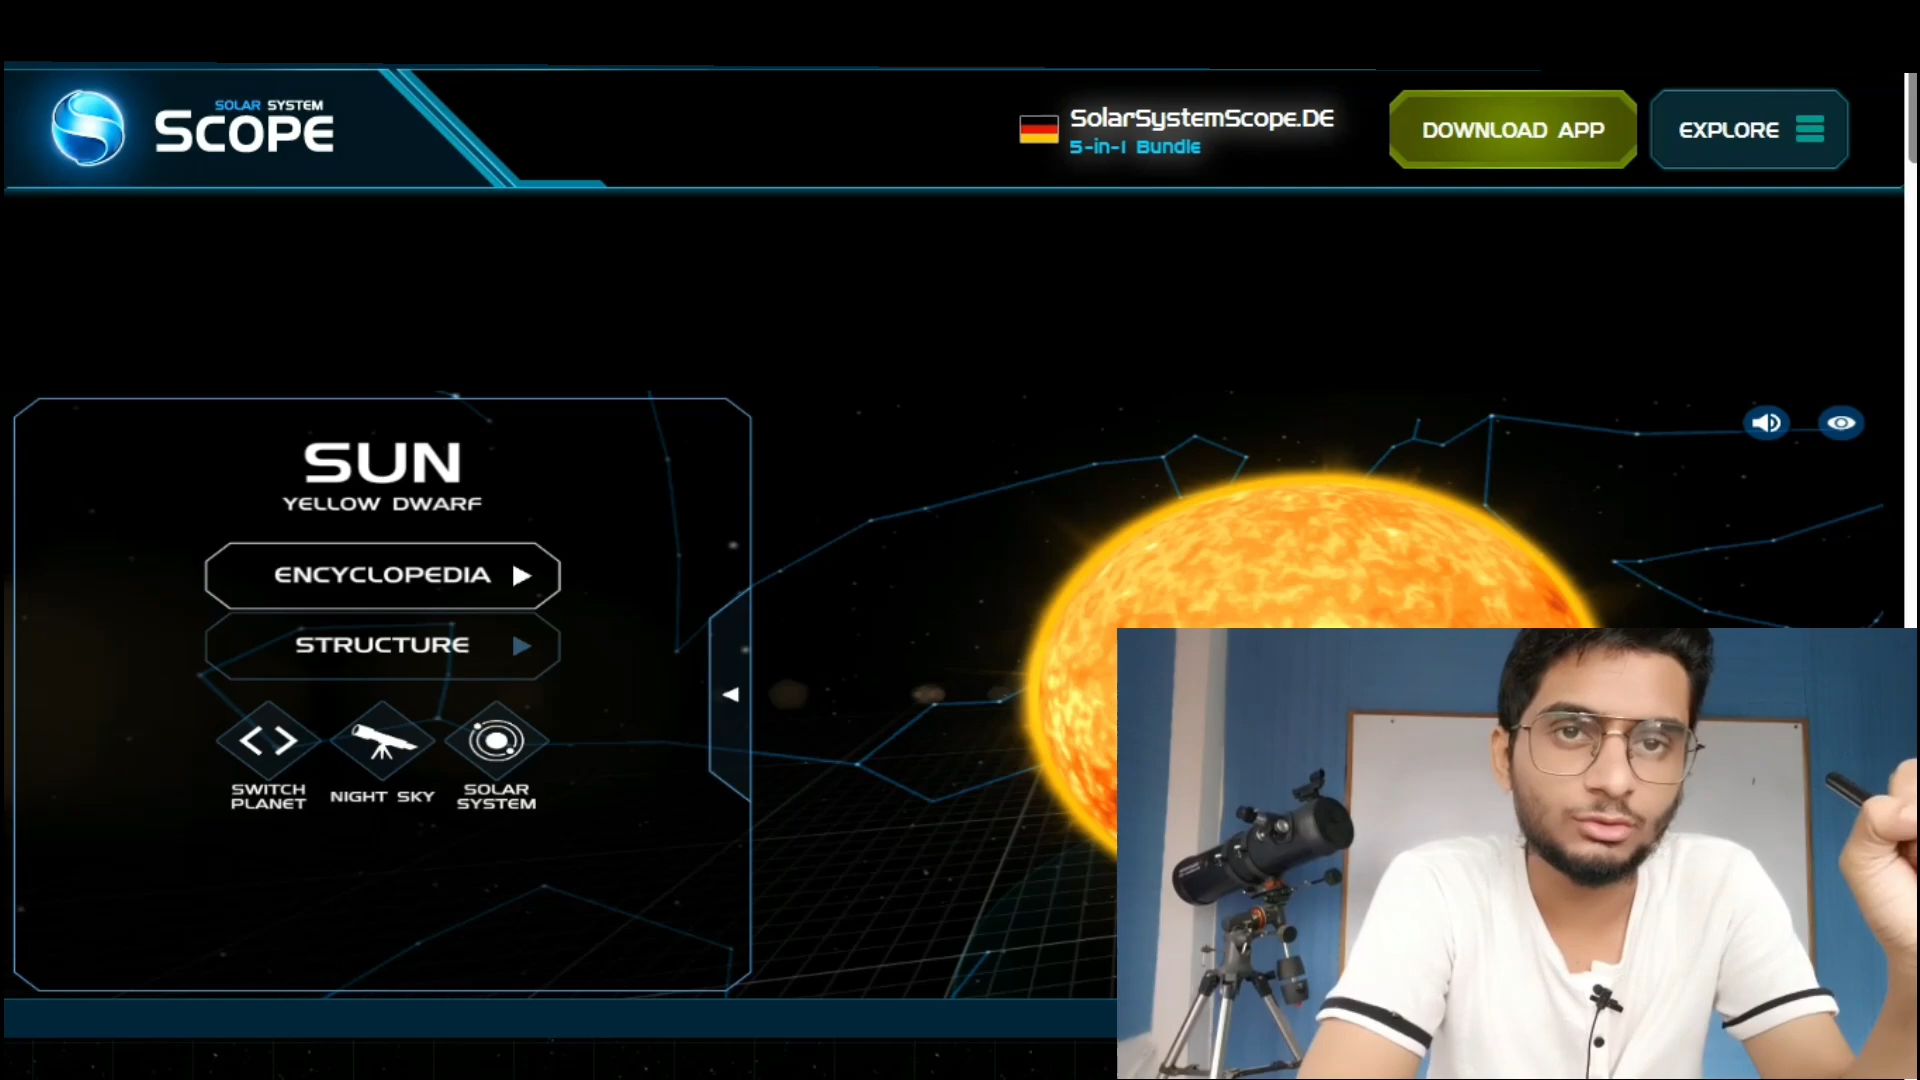 SOLAR SYSTEM
SCOPE
SolarSystemScope.DE
5-in-1 Bundle
DOWNLOAD APP
EXPLORE
SUN
YELLOW DWARF
ENCYCLOPEDIA
STRUCTURE
SWITCH
PLANET
NIGHT SKY
SOLAR
SYSTEM